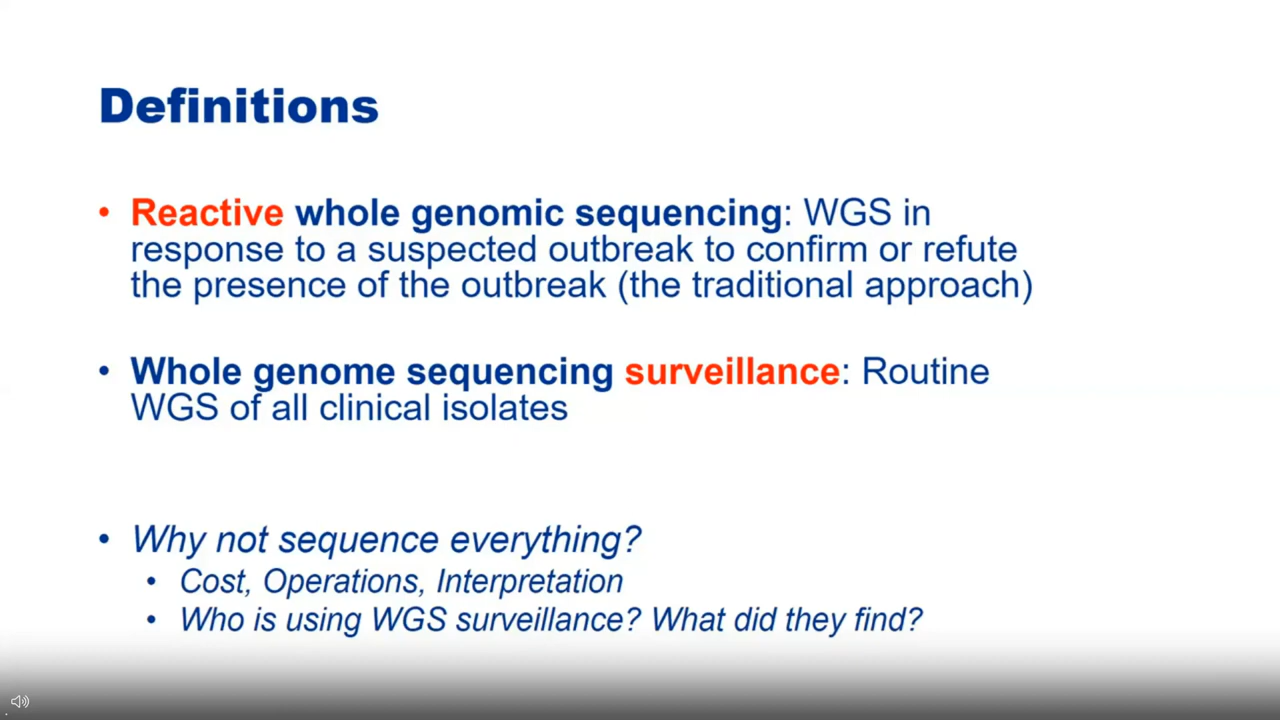 Definitions
• Reactive whole genomic sequencing: WGS in
response to a suspected outbreak to confirm or refute
the presence of the outbreak (the traditional approach)
• Whole genome sequencing surveillance: Routine
WGS of all clinical isolates
• Why not sequence everything?
• Cost, Operations, Interpretation
• Who is using WGS surveillance? What did they find?